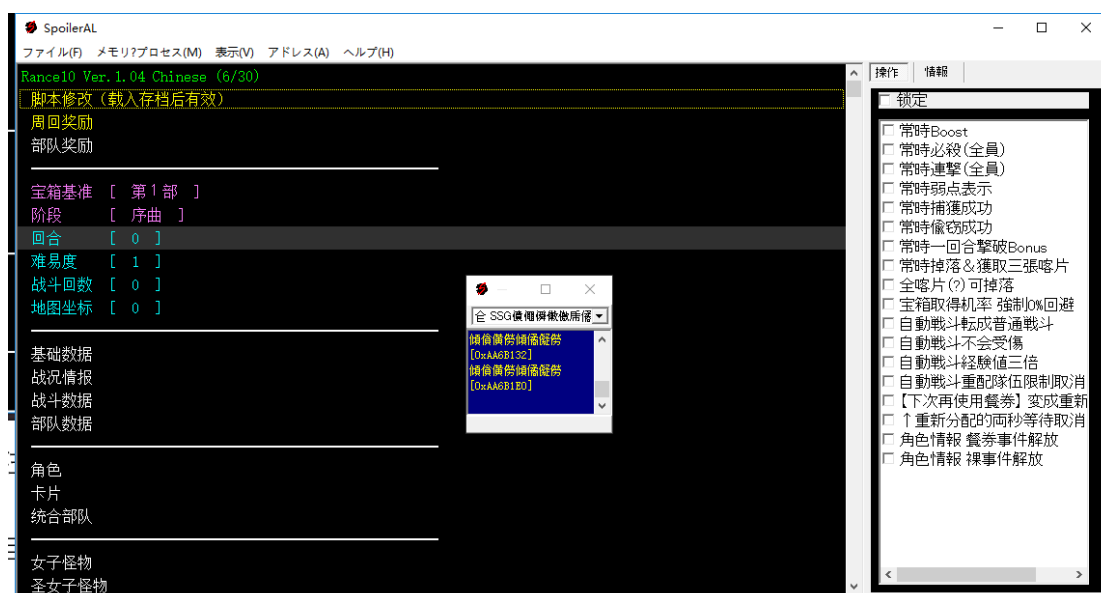 SpoilerAL
ファイル(F) メモリ?プロセス(M) 表示(V) アドレス(A) ヘルプ(H)
Rance10 Ver.1.04 Chinese (6/30)
脚本修改（载入存档后有效）
周回奖励
部队奖励
宝箱基准 [ 第1部 ]
阶段 [ 序曲 ]
回合 [ 0 ]
难易度 [ 1 ]
战斗回数 [ 0 ]
地图坐标 [ 0 ]
基础数据
战况情报
战斗数据
部队数据
角色
卡片
统合部队
女子怪物
圣女子怪物
SSG
[0xAA6B132]
[0xAA6B1E0]
操作 情報
锁定
常時Boost
常時必殺(全員)
常時連撃(全員)
常時弱点表示
常時捕獲成功
常時偸窃成功
常時一回合撃破Bonus
常時掉落＆獲取三張喀片
全喀片(?)可掉落
宝箱取得机率 強制0%回避
自動戦斗転成普通戦斗
自動戦斗不会受傷
自動戦斗经験値三倍
自動戦斗重配隊伍限制取消
【下次再使用餐券】变成重新
↑重新分配的両秒等待取消
角色情報 餐券事件解放
角色情報 裸事件解放